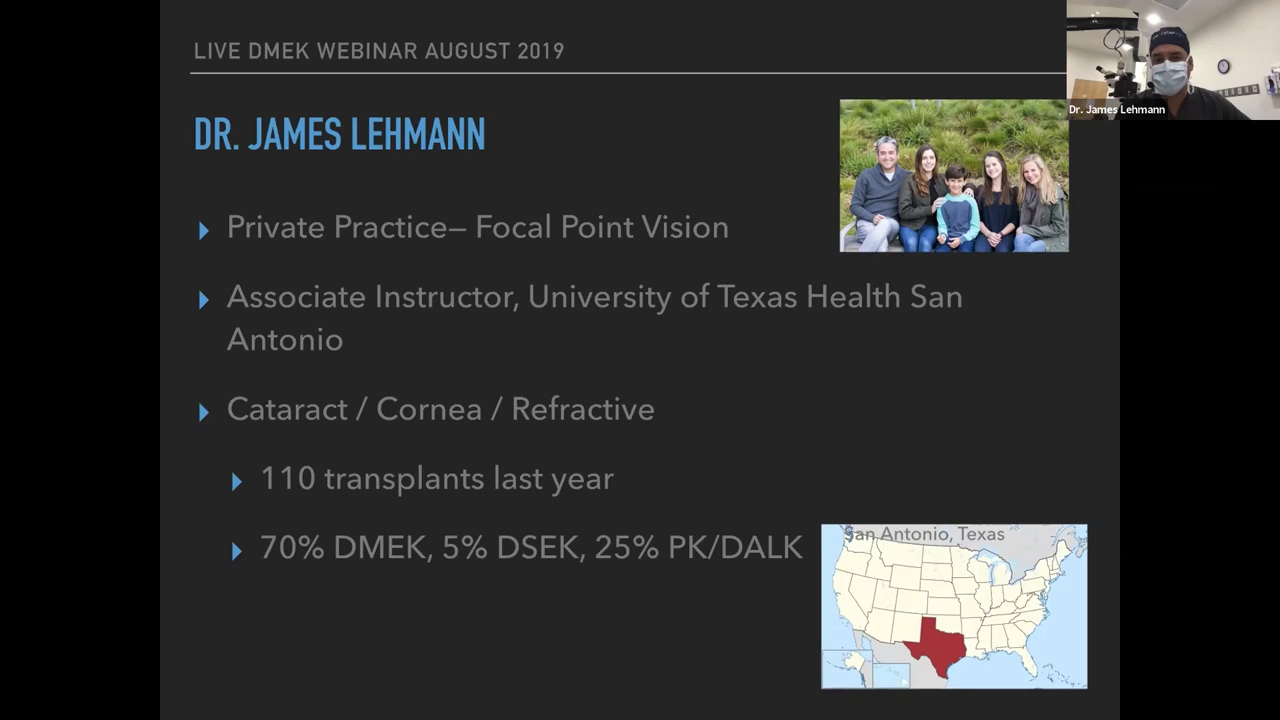 LIVE DMEK WEBINAR AUGUST 2019
Dr. James Lehmann
DR. JAMES LEHMANN
Private Practice– Focal Point Vision
Associate Instructor, University of Texas Health San
Antonio
Cataract / Cornea / Refractive
110 transplants last year
70% DMEK, 5% DSEK, 25% PK/DALK
San Antonio, Texas